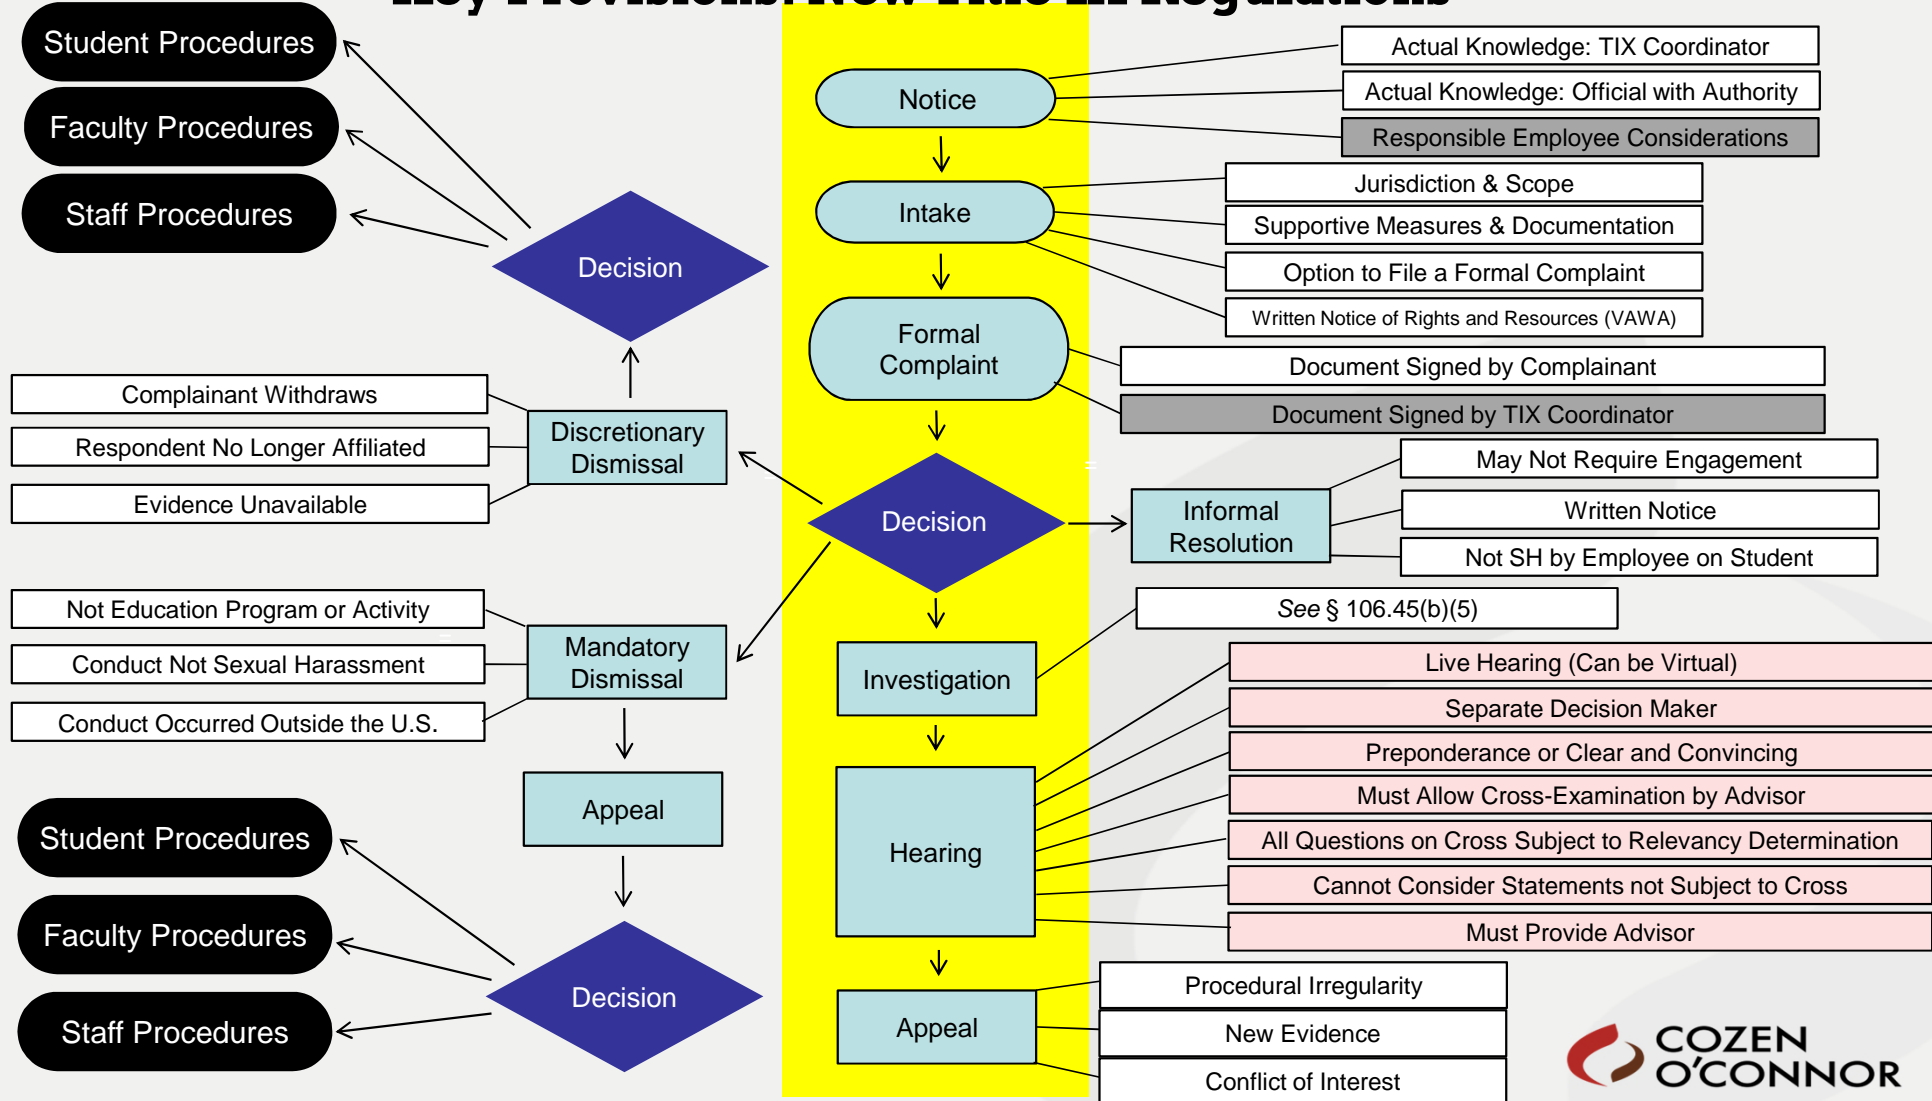 Key Provisions: New Title IX Regulations
Student Procedures
Faculty Procedures
Staff Procedures
Decision
Notice
Actual Knowledge: TIX Coordinator
Actual Knowledge: Official with Authority
Responsible Employee Considerations
Intake
Jurisdiction & Scope
Supportive Measures & Documentation
Option to File a Formal Complaint
Written Notice of Rights and Resources (VAWA)
Formal
Complaint
Document Signed by Complainant
Document Signed by TIX Coordinator
Complainant Withdraws
Respondent No Longer Affiliated
Evidence Unavailable
Discretionary
Dismissal
Decision
Informal
Resolution
May Not Require Engagement
Written Notice
Not SH by Employee on Student
Not Education Program or Activity
Conduct Not Sexual Harassment
Conduct Occurred Outside the U.S.
Mandatory
Dismissal
Investigation
See § 106.45(b)(5)
Appeal
Hearing
Live Hearing (Can be Virtual)
Separate Decision Maker
Preponderance or Clear and Convincing
Must Allow Cross-Examination by Advisor
All Questions on Cross Subject to Relevancy Determination
Cannot Consider Statements not Subject to Cross
Must Provide Advisor
Student Procedures
Faculty Procedures
Staff Procedures
Decision
Appeal
Procedural Irregularity
New Evidence
Conflict of Interest
COZEN
O'CONNOR